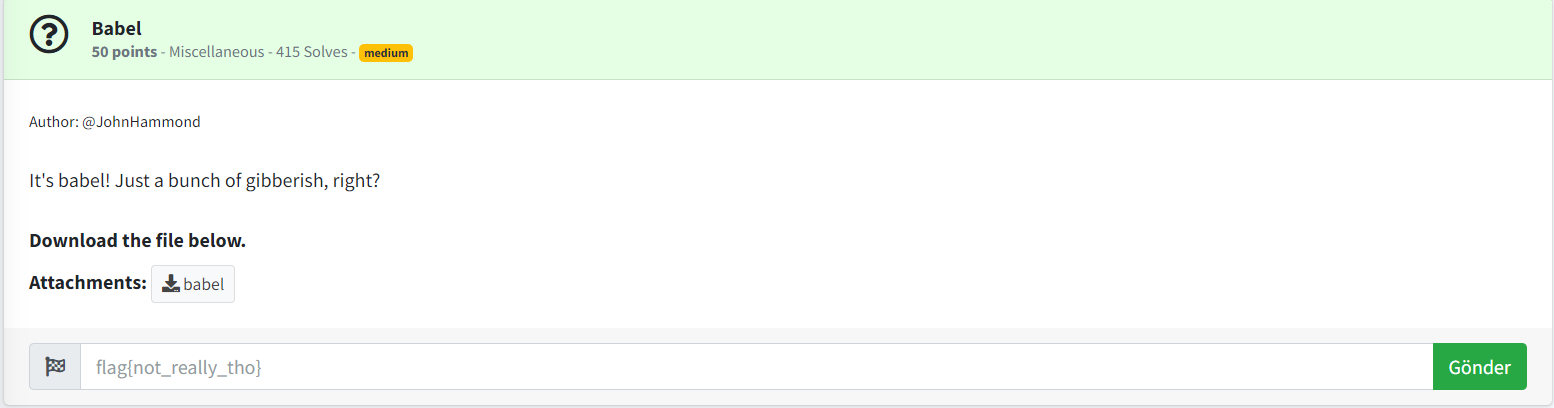 Babel
50 points - Miscellaneous - 415 Solves - medium
Author: @JohnHammond
It's babel! Just a bunch of gibberish, right?
Download the file below.
Attachments: babel
flag{not_really_tho}
Gönder